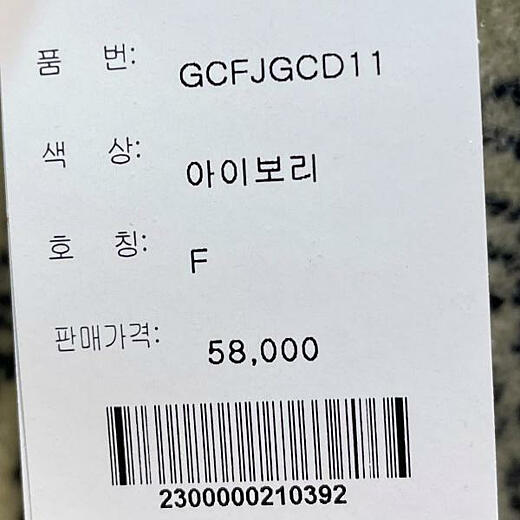 품 번: GCFJGCD11
색 상: 아이보리
호 칭: F
판매가격: 58,000
2300000210392